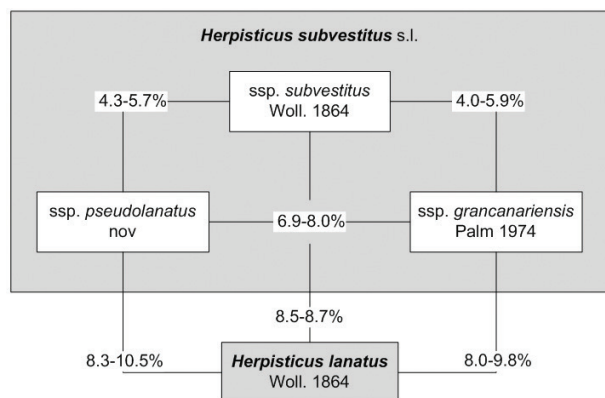 Herpisticus subvestitus s.l.
ssp. subvestitus
Woll. 1864
4.3-5.7%
4.0-5.9%
ssp. pseudolanatus
nov
6.9-8.0%
ssp. grancanariensis
Palm 1974
8.5-8.7%
8.3-10.5%
Herpisticus lanatus
Woll. 1864
8.0-9.8%